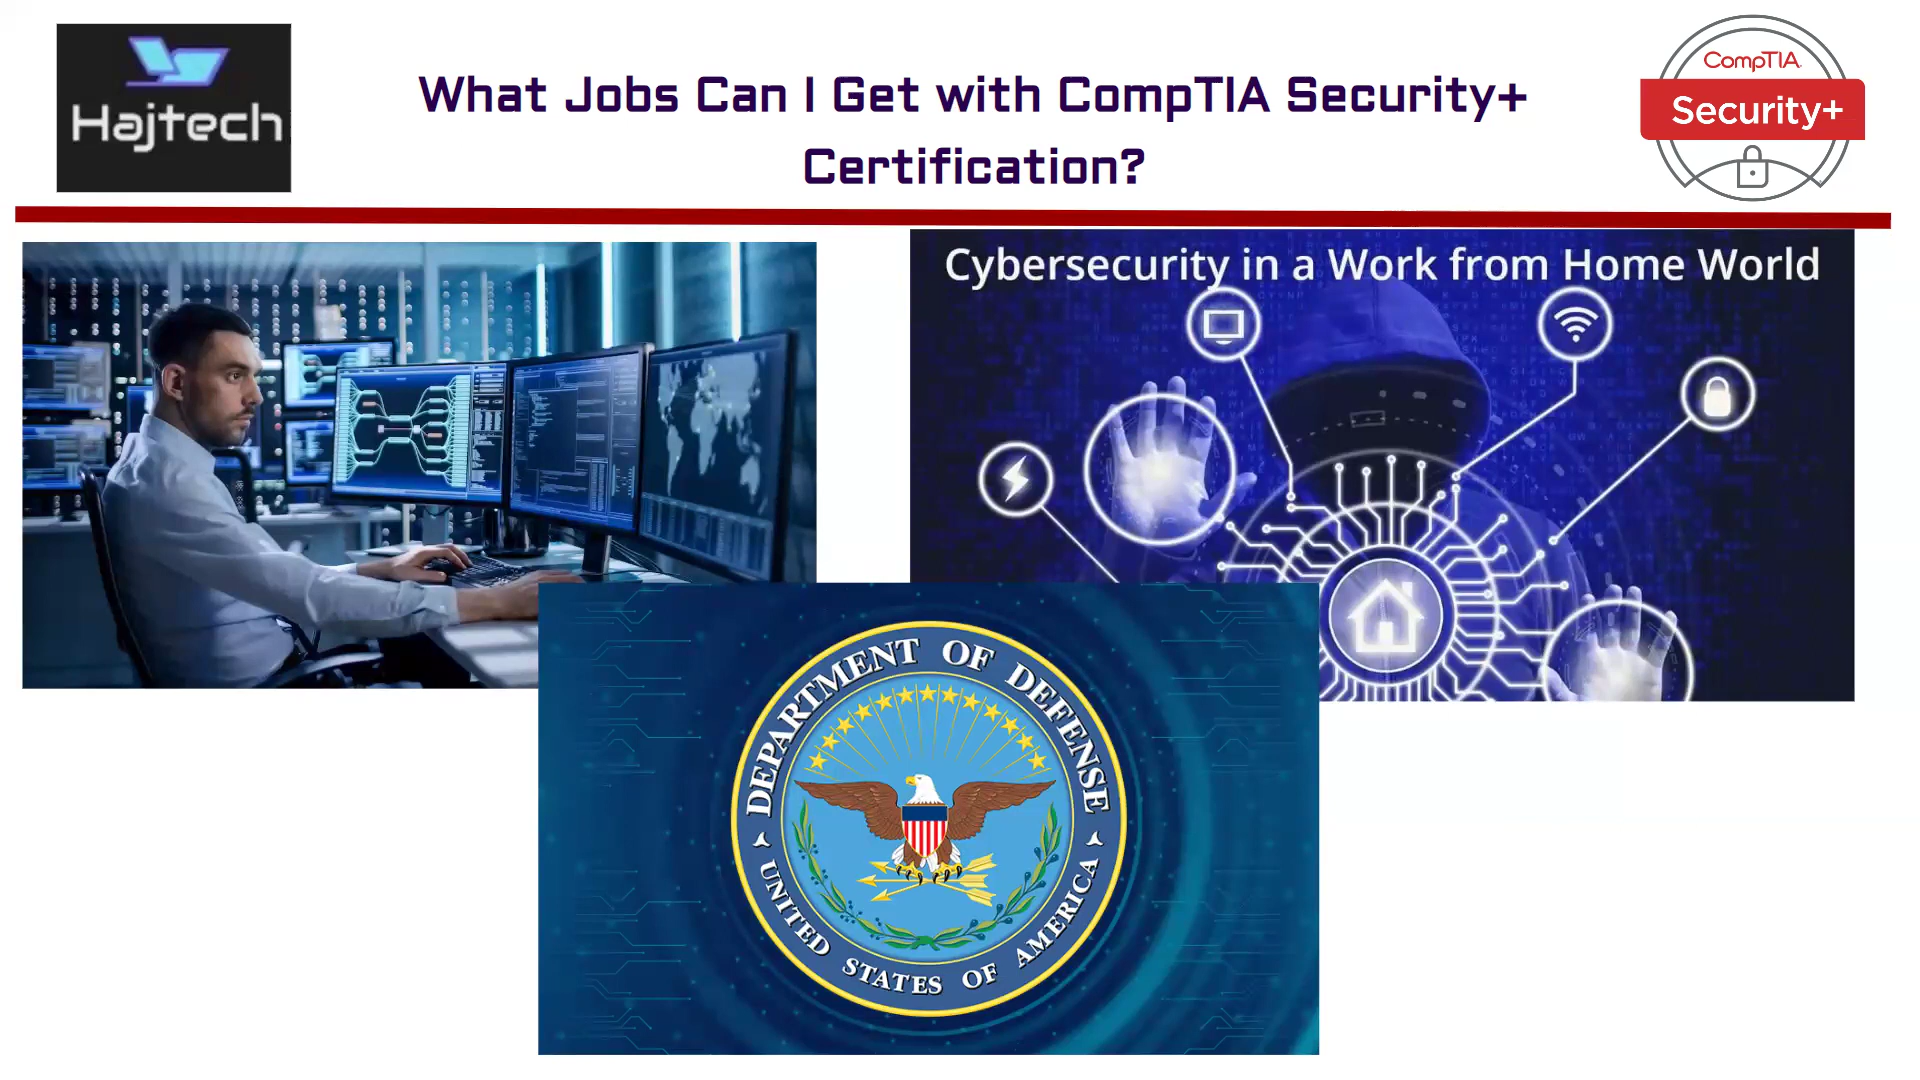 Hajtech
What Jobs Can I Get with CompTIA Security+
Certification?
CompTIA.
Security+
Cybersecurity in a Work from Home World
DEPARTMENT OF DEFENSE
UNITED STATES OF AMERICA